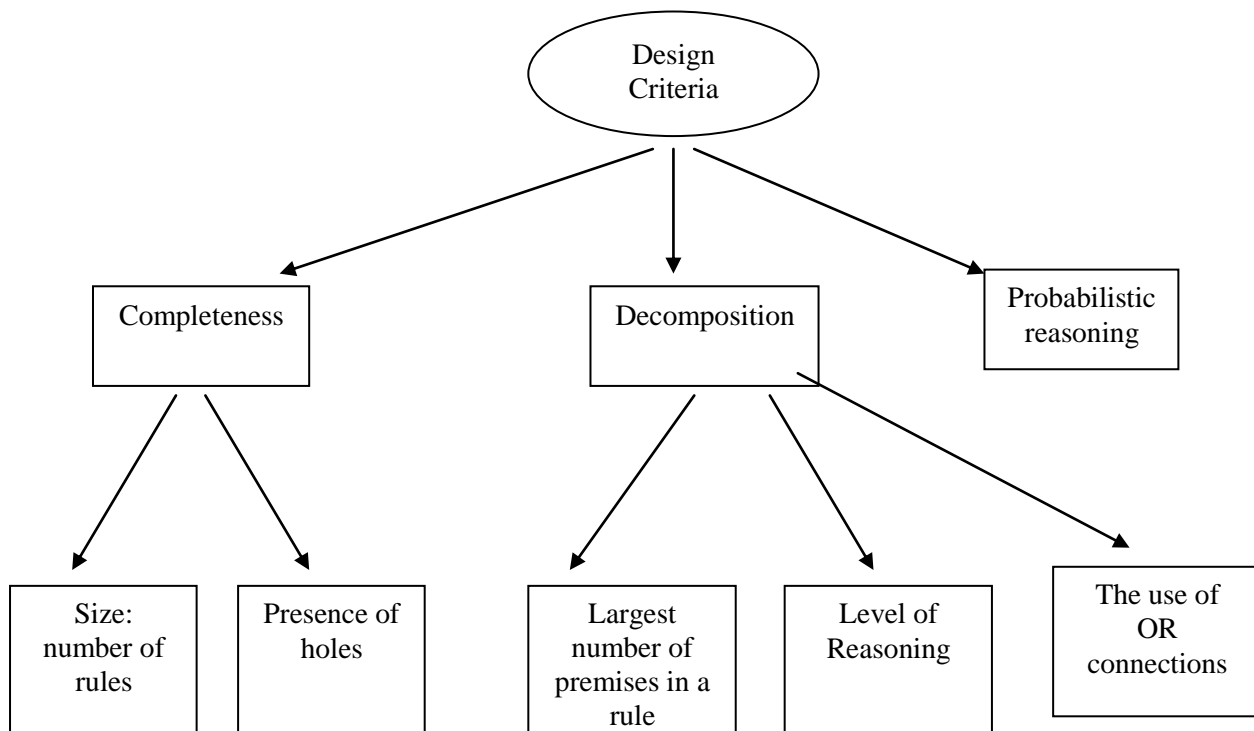 Design
Criteria
Completeness
Decomposition
Probabilistic
reasoning
Size:
number of
rules
Presence of
holes
Largest
number of
premises in a
rule
Level of
Reasoning
The use of
OR
connections